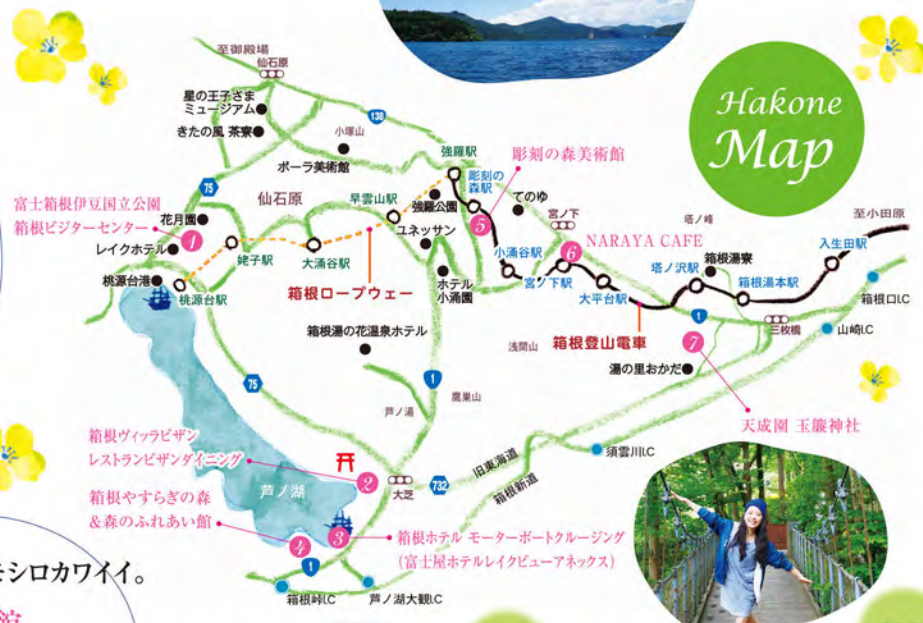 Hakone
Map
至御殿場
仙石原
138
星の王子さま
ミュージアム
きたの風 茶寮
小塚山
ポーラ美術館
強羅駅
彫刻の森美術館
彫刻の
森駅
75
仙石原
早雲山駅
強羅公園
てのゆ
宮ノ下
塔ノ峰
至小田原
富士箱根伊豆国立公園
箱根ビジターセンター
花月園
1
レイクホテル
ユネッサン
5
6
NARAYA CAFE
入生田駅
姥子駅
大涌谷駅
小涌谷駅
塔ノ沢駅
箱根湯寮
桃源台港
桃源台駅
箱根ロープウェー
ホテル
小涌園
宮ノ下駅
大平台駅
箱根湯本駅
箱根口I.C
箱根湯の花温泉ホテル
浅間山
箱根登山電車
1
三枚橋
山崎I.C
7
湯の里おかだ
75
1
鷹巣山
芦ノ湯
天成園 玉簾神社
箱根ヴィッラビザン
レストランビザンダイニング
芦ノ湖
2
大芝
732
旧東海道
須雲川I.C
箱根新道
箱根やすらぎの森
&森のふれあい館
4
3
箱根ホテル モーターボートクルージング
(富士屋ホテルレイクビューアネックス)
1
箱根峠I.C
芦ノ湖大観I.C
モシロカワイイ。
館